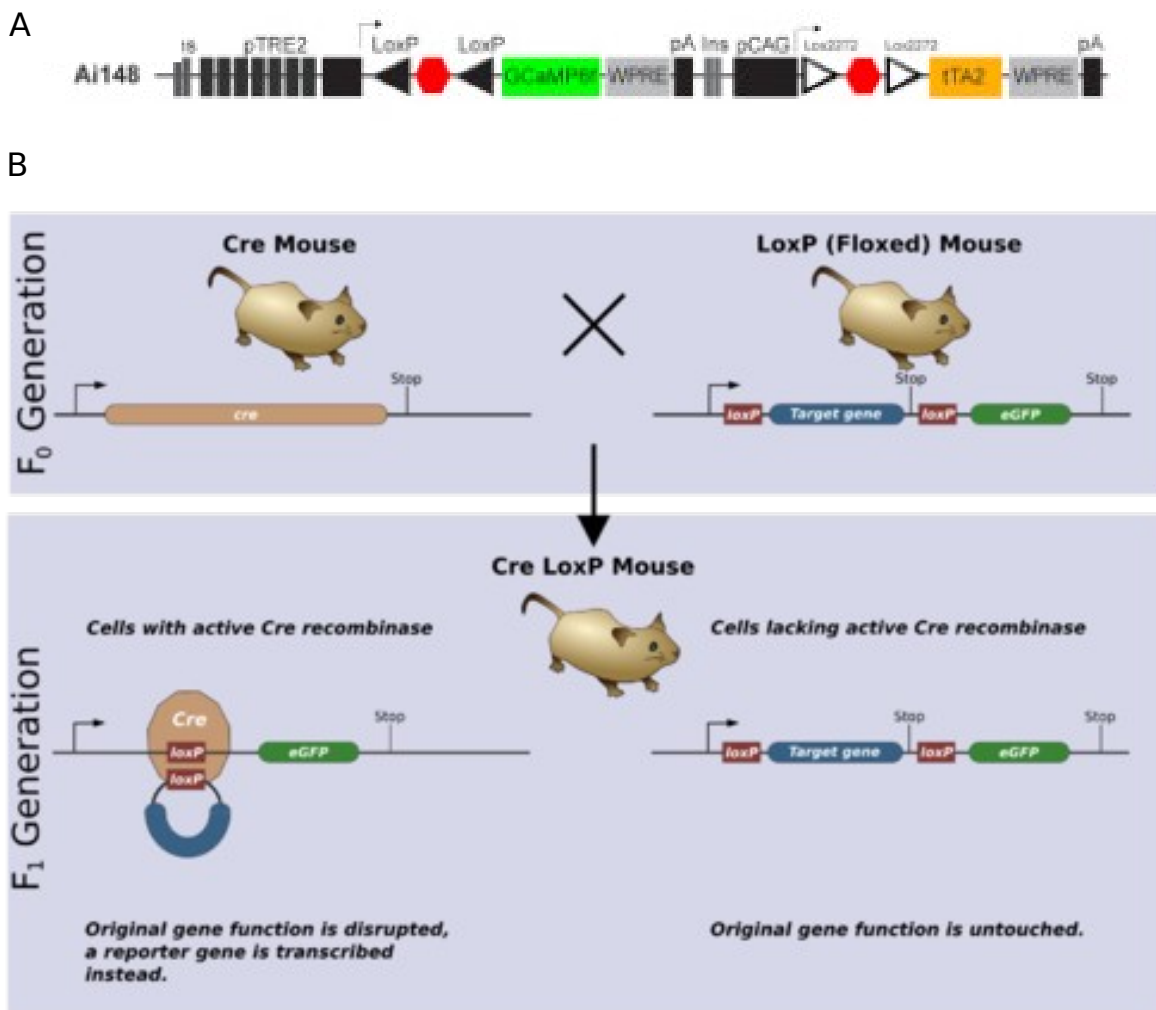 A
is pTRE2 LoxP LoxP pA Ins pCAG Lox2272 Lox2272 pA
Ai148 GCaMP6f WPRE tTA2 WPRE
B
F0 Generation
Cre Mouse
LoxP (Floxed) Mouse
Stop
cre
Stop Stop
loxP Target gene loxP eGFP
F1 Generation
Cre LoxP Mouse
Cells with active Cre recombinase
Cells lacking active Cre recombinase
Cre
loxP eGFP Stop
loxP
Stop Stop
loxP Target gene loxP eGFP
Original gene function is disrupted,
a reporter gene is transcribed
instead.
Original gene function is untouched.